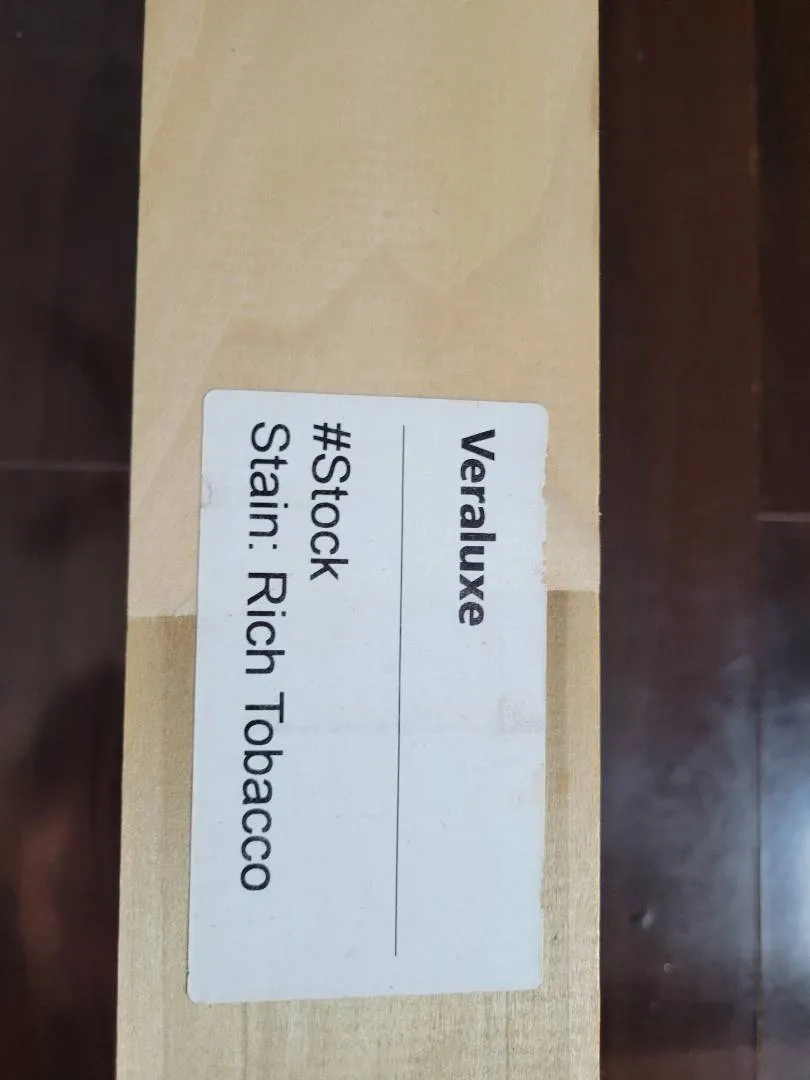 Veraluxe
#Stock
Stain: Rich Tobacco